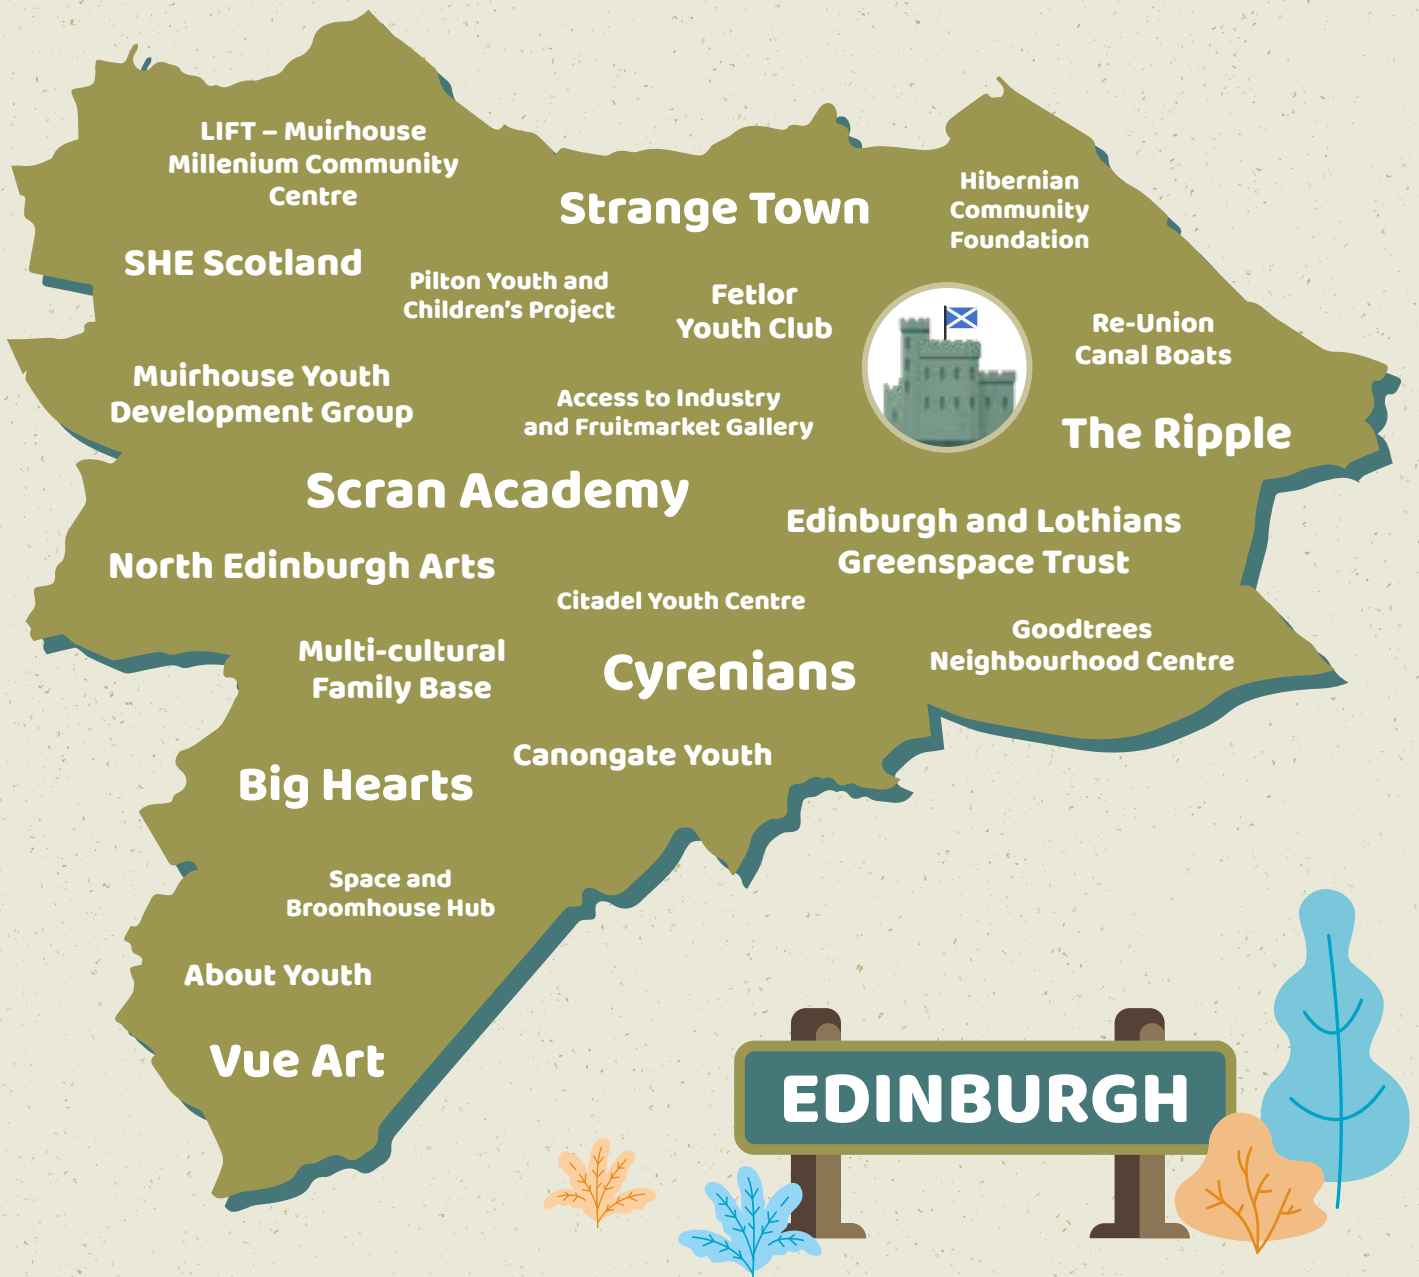 LIFT – Muirhouse
Millenium Community
Centre
Strange Town
Hibernian
Community
Foundation
SHE Scotland
Pilton Youth and
Children’s Project
Fetlor
Youth Club
Re-Union
Canal Boats
Muirhouse Youth
Development Group
Access to Industry
and Fruitmarket Gallery
The Ripple
Scran Academy
Edinburgh and Lothians
Greenspace Trust
North Edinburgh Arts
Citadel Youth Centre
Goodtrees
Neighbourhood Centre
Multi-cultural
Family Base
Cyrenians
Canongate Youth
Big Hearts
Space and
Broomhouse Hub
About Youth
Vue Art
EDINBURGH